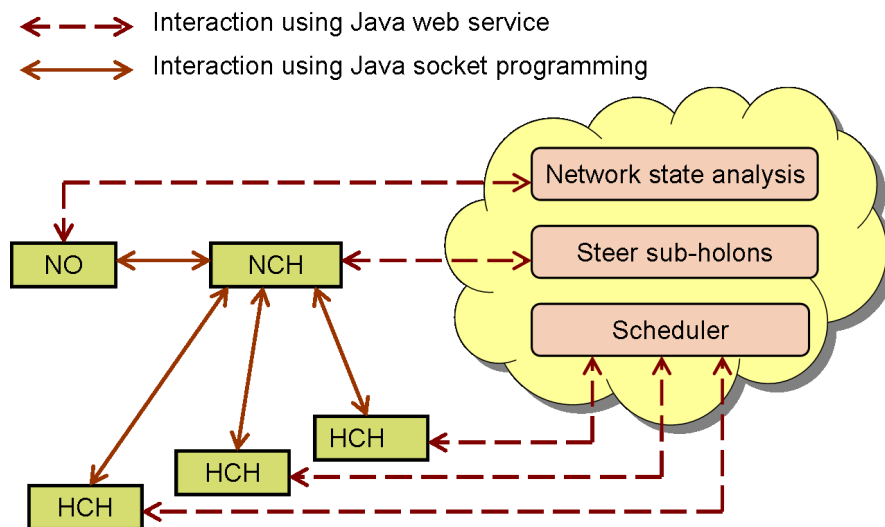 Interaction using Java web service
Interaction using Java socket programming
Network state analysis
NO
NCH
Steer sub-holons
Scheduler
HCH
HCH
HCH